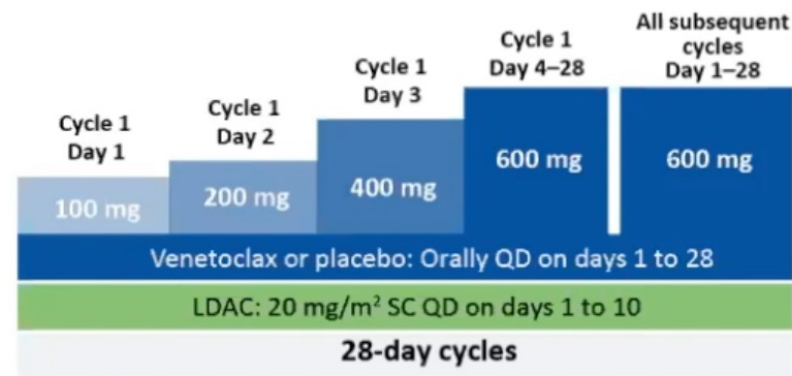 Cycle 1
Day 1
100 mg
Cycle 1
Day 2
200 mg
Cycle 1
Day 3
400 mg
Cycle 1
Day 4–28
600 mg
All subsequent
cycles
Day 1–28
600 mg
Venetoclax or placebo: Orally QD on days 1 to 28
LDAC: 20 mg/m² SC QD on days 1 to 10
28-day cycles